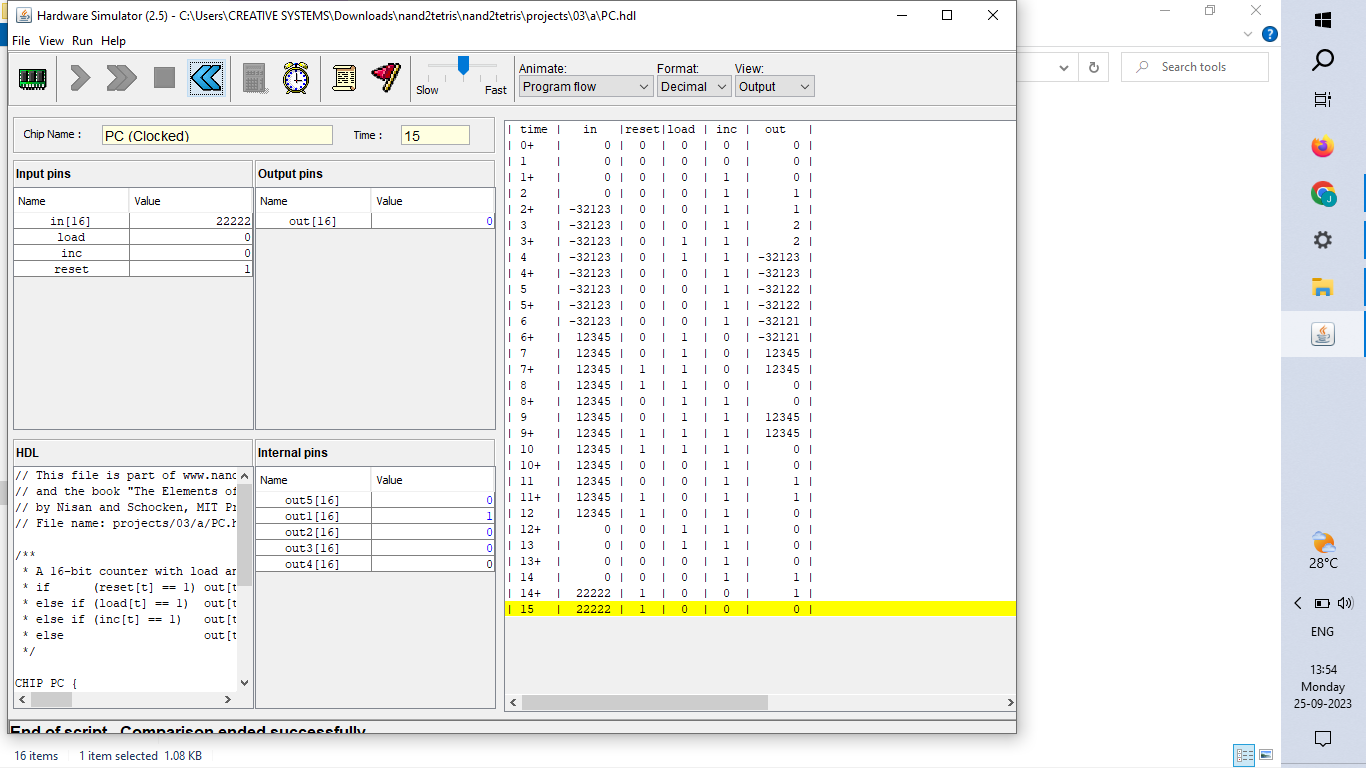 Hardware Simulator (2.5) - C:\Users\CREATIVE SYSTEMS\Downloads\nand2tetris\nand2tetris\projects\03\a\PC.hdl
File View Run Help
Slow Fast
Animate: Format: View:
Program flow Decimal Output
Search tools
Chip Name : PC (Clocked) Time : 15
Input pins
Name Value
in[16] 22222
load 0
inc 0
reset 1
Output pins
Name Value
out[16] 0
HDL
// This file is part of www.nand
// and the book "The Elements of
// by Nisan and Schocken, MIT Pr
// File name: projects/03/a/PC.h
/**
* A 16-bit counter with load an
* if (reset[t] == 1) out[t
* else if (load[t] == 1) out[t
* else if (inc[t] == 1) out[t
* else out[t
*/
CHIP PC {
Internal pins
Name Value
out5[16] 0
out1[16] 1
out2[16] 0
out3[16] 0
out4[16] 0
| time | in |reset|load | inc | out |
| 0+ | 0 | 0 | 0 | 0 | 0 |
| 1 | 0 | 0 | 0 | 0 | 0 |
| 1+ | 0 | 0 | 0 | 1 | 0 |
| 2 | 0 | 0 | 0 | 1 | 1 |
| 2+ | -32123 | 0 | 0 | 1 | 1 |
| 3 | -32123 | 0 | 0 | 1 | 2 |
| 3+ | -32123 | 0 | 1 | 1 | 2 |
| 4 | -32123 | 0 | 1 | 1 | -32123 |
| 4+ | -32123 | 0 | 0 | 1 | -32123 |
| 5 | -32123 | 0 | 0 | 1 | -32122 |
| 5+ | -32123 | 0 | 0 | 1 | -32122 |
| 6 | -32123 | 0 | 0 | 1 | -32121 |
| 6+ | 12345 | 0 | 1 | 0 | -32121 |
| 7 | 12345 | 0 | 1 | 0 | 12345 |
| 7+ | 12345 | 1 | 1 | 0 | 12345 |
| 8 | 12345 | 1 | 1 | 0 | 0 |
| 8+ | 12345 | 0 | 1 | 1 | 0 |
| 9 | 12345 | 0 | 1 | 1 | 12345 |
| 9+ | 12345 | 1 | 1 | 1 | 12345 |
| 10 | 12345 | 1 | 1 | 1 | 0 |
| 10+ | 12345 | 0 | 0 | 1 | 0 |
| 11 | 12345 | 0 | 0 | 1 | 1 |
| 11+ | 12345 | 1 | 0 | 1 | 1 |
| 12 | 12345 | 1 | 0 | 1 | 0 |
| 12+ | 0 | 0 | 1 | 1 | 0 |
| 13 | 0 | 0 | 1 | 1 | 0 |
| 13+ | 0 | 0 | 0 | 1 | 0 |
| 14 | 0 | 0 | 0 | 1 | 1 |
| 14+ | 22222 | 1 | 0 | 0 | 1 |
| 15 | 22222 | 1 | 0 | 0 | 0 |
End of script - Comparison ended successfully
16 items 1 item selected 1.08 KB
28°C
ENG
13:54
Monday
25-09-2023